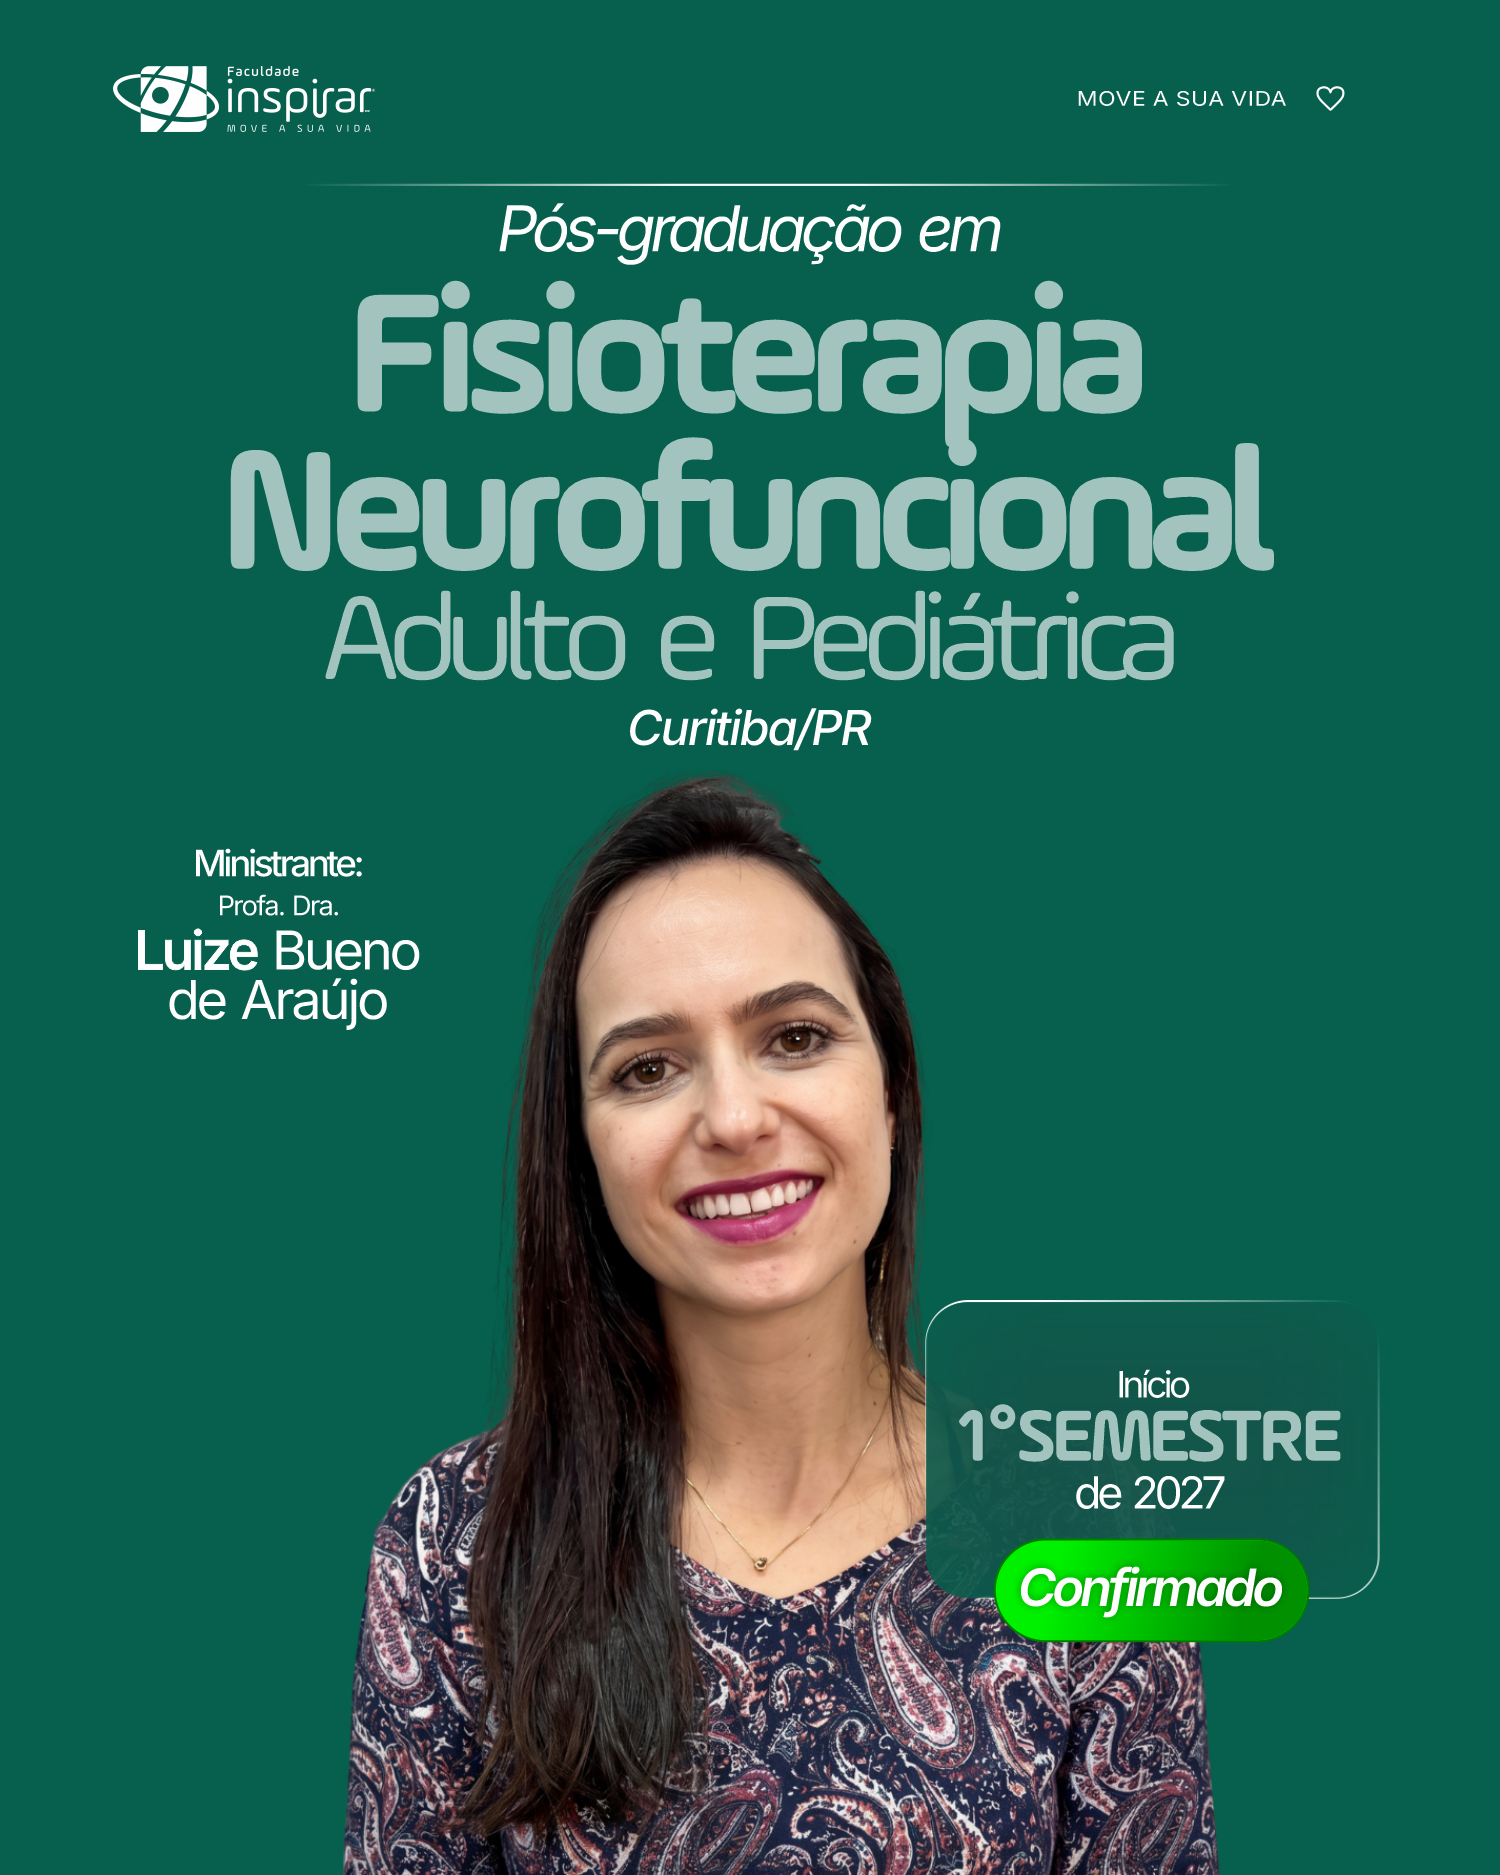 Faculdade
inspirar
MOVE A SUA VIDA
MOVE A SUA VIDA
Pós-graduação em
Fisioterapia
Neurofuncional
Adulto e Pediátrica
Curitiba/PR
Ministrante:
Profa. Dra.
Luize Bueno
de Araújo
Início
1°SEMESTRE
de 2027
Confirmado